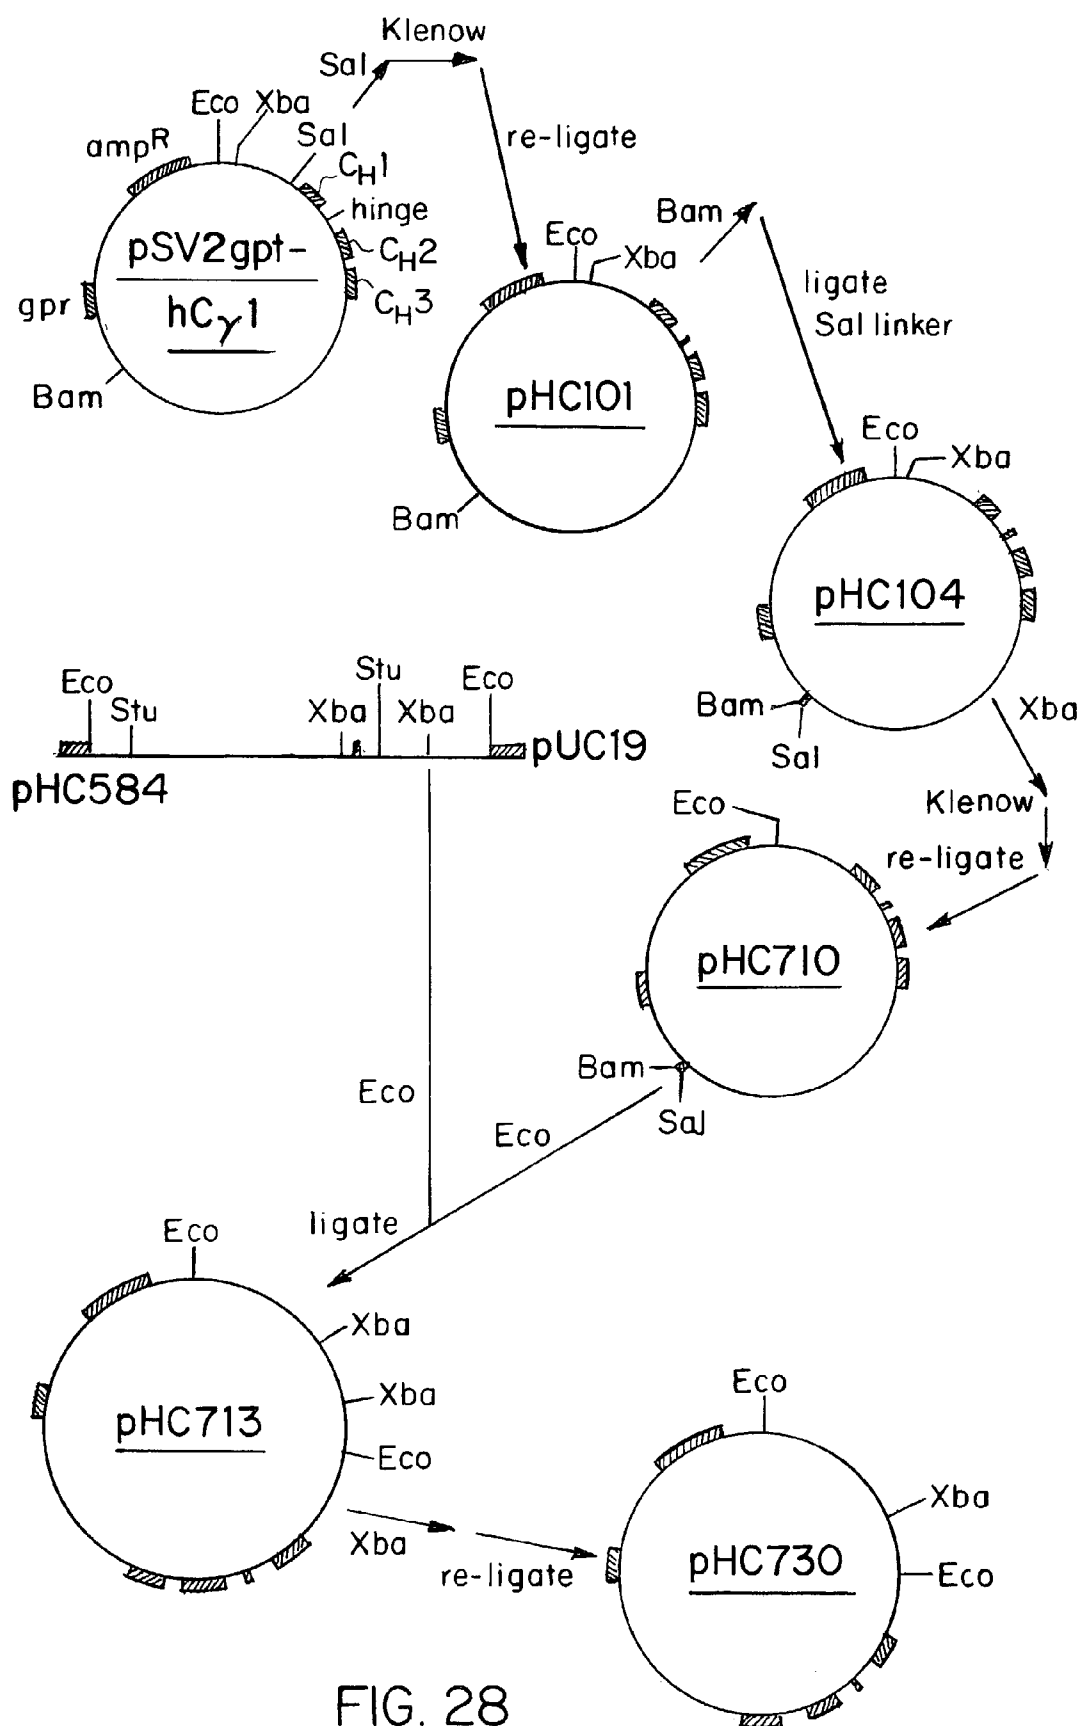 Klenow
Sal
re-ligate
Eco
Xba
Sal
ampR
CH1
hinge
CH2
CH3
pSV2gpt-
hCγ1
gpr
Bam
Bam
ligate
Sal linker
Eco
Xba
pHC101
Bam
Eco
Xba
pHC104
Bam
Sal
Xba
Klenow
re-ligate
Eco
Stu
Xba
Stu
Xba
Eco
pUC19
pHC584
Eco
pHC710
Bam
Sal
Eco
Eco
ligate
Eco
Xba
Xba
Eco
pHC713
Xba
re-ligate
Eco
Xba
Eco
pHC730
FIG. 28